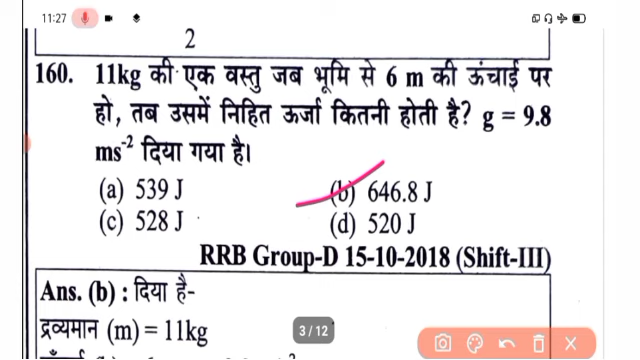 11:27
2
160. 11kg की एक वस्तु जब भूमि से 6 m की ऊंचाई पर
हो, तब उसमें निहित ऊर्जा कितनी होती है? g = 9.8
ms⁻² दिया गया है।
(a) 539 J (b) 646.8 J
(c) 528 J (d) 520 J
RRB Group-D 15-10-2018 (Shift-III)
Ans. (b) : दिया है-
द्रव्यमान (m) = 11kg
3 / 12